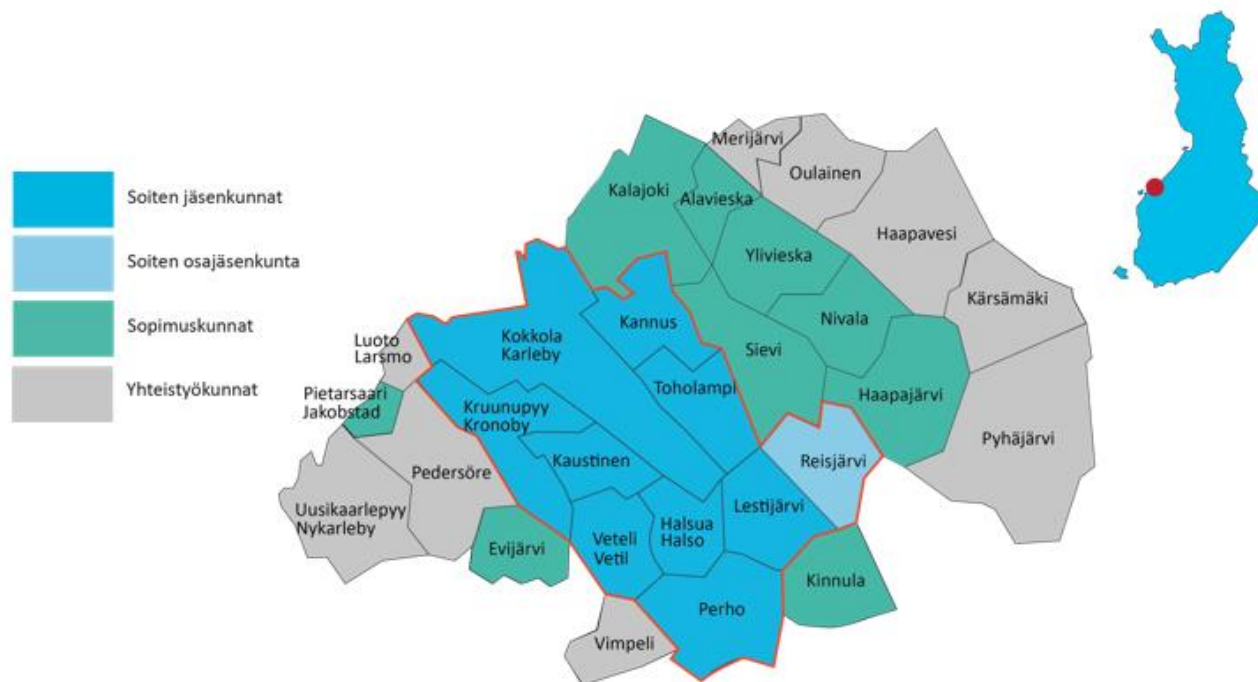 Soiten jäsenkunnat
Soiten osajäsenkunta
Sopimuskunnat
Yhteistyökunnat
Merijärvi
Oulainen
Kalajoki
Alavieska
Haapavesi
Ylivieska
Kärsämäki
Kannus
Nivala
Kokkola
Karleby
Sievi
Luoto
Larsmo
Toholampi
Haapajärvi
Pietarsaari
Jakobstad
Kruunupyy
Kronoby
Pyhäjärvi
Kaustinen
Reisjärvi
Pedersöre
Lestijärvi
Uusikaarlepyy
Nykarleby
Halsua
Halso
Veteli
Vetil
Evijärvi
Kinnula
Perho
Vimpeli